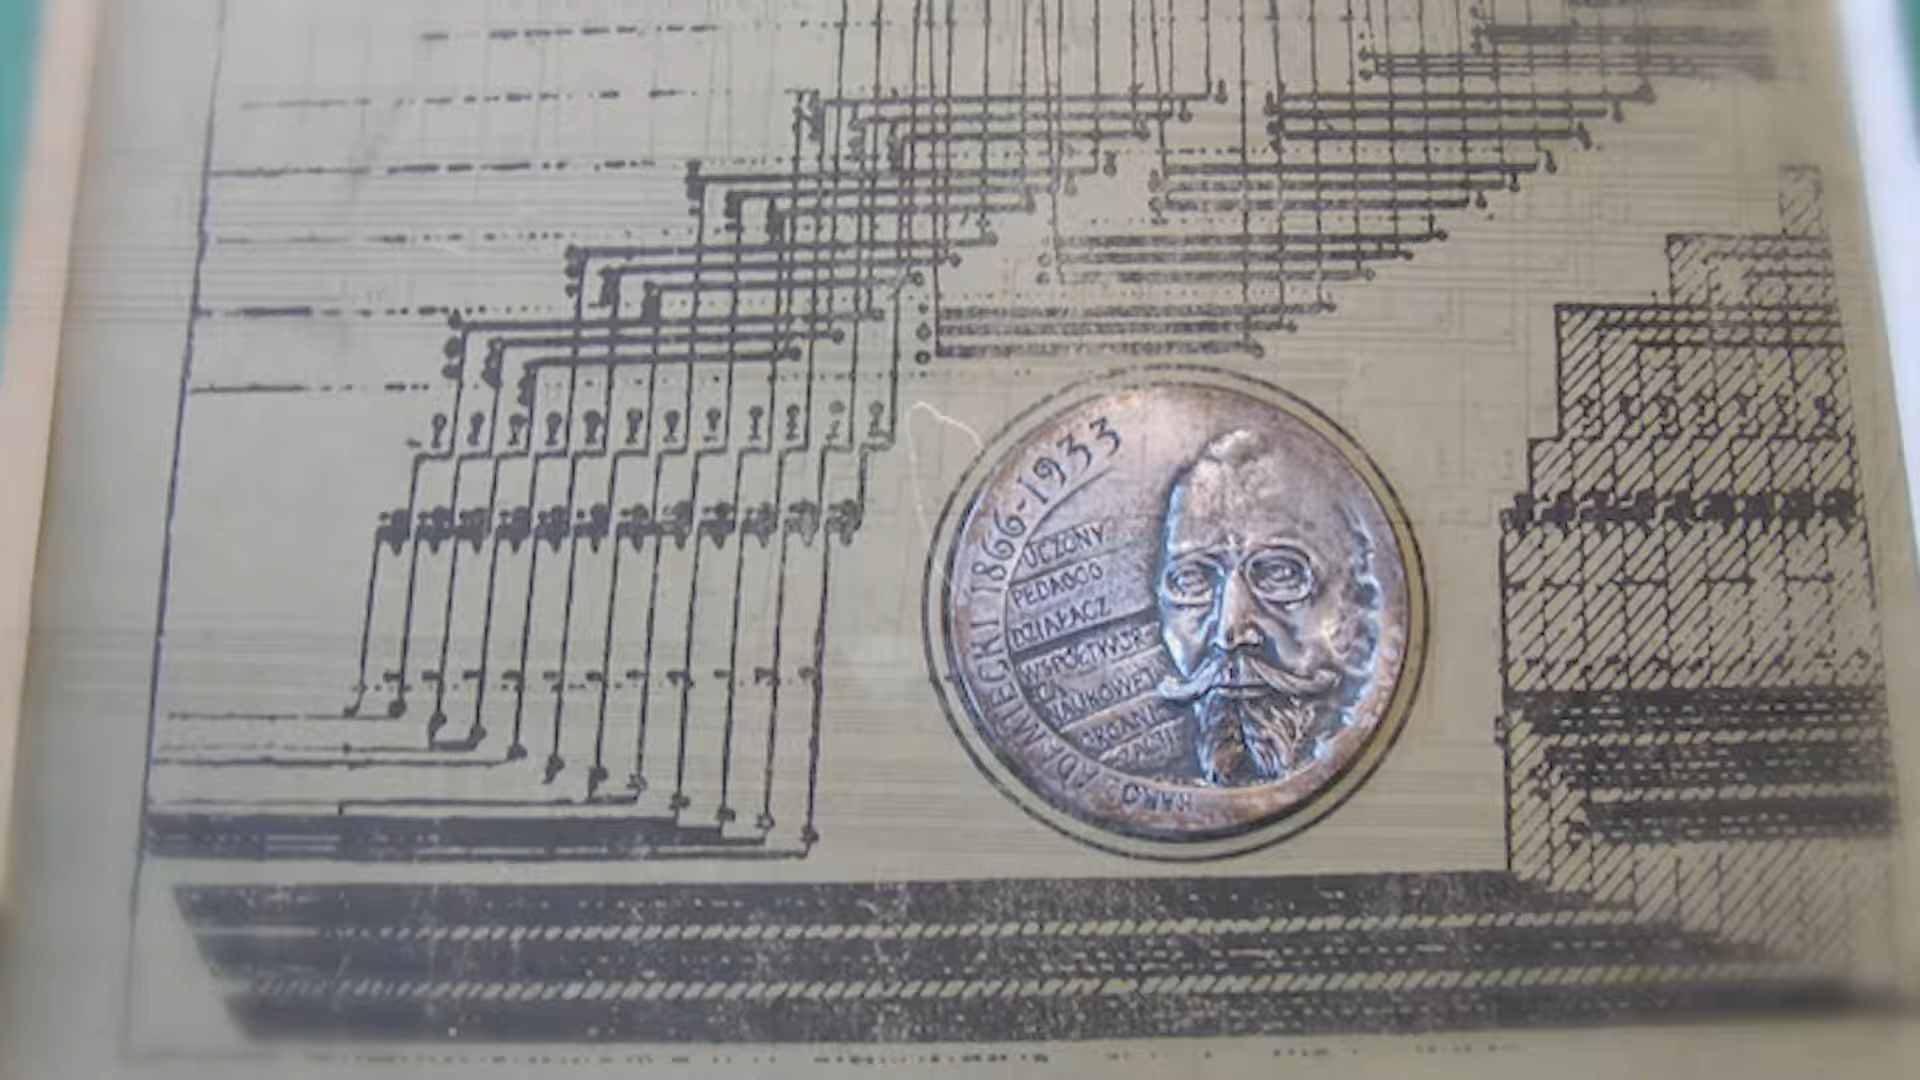 KAROL ADAMIECKI 1866-1933
UCZONY
PEDAGOG
DZIAŁACZ
WSPÓŁTWÓR
CA
NAUKOWEJ
ORGANI
ZACJI